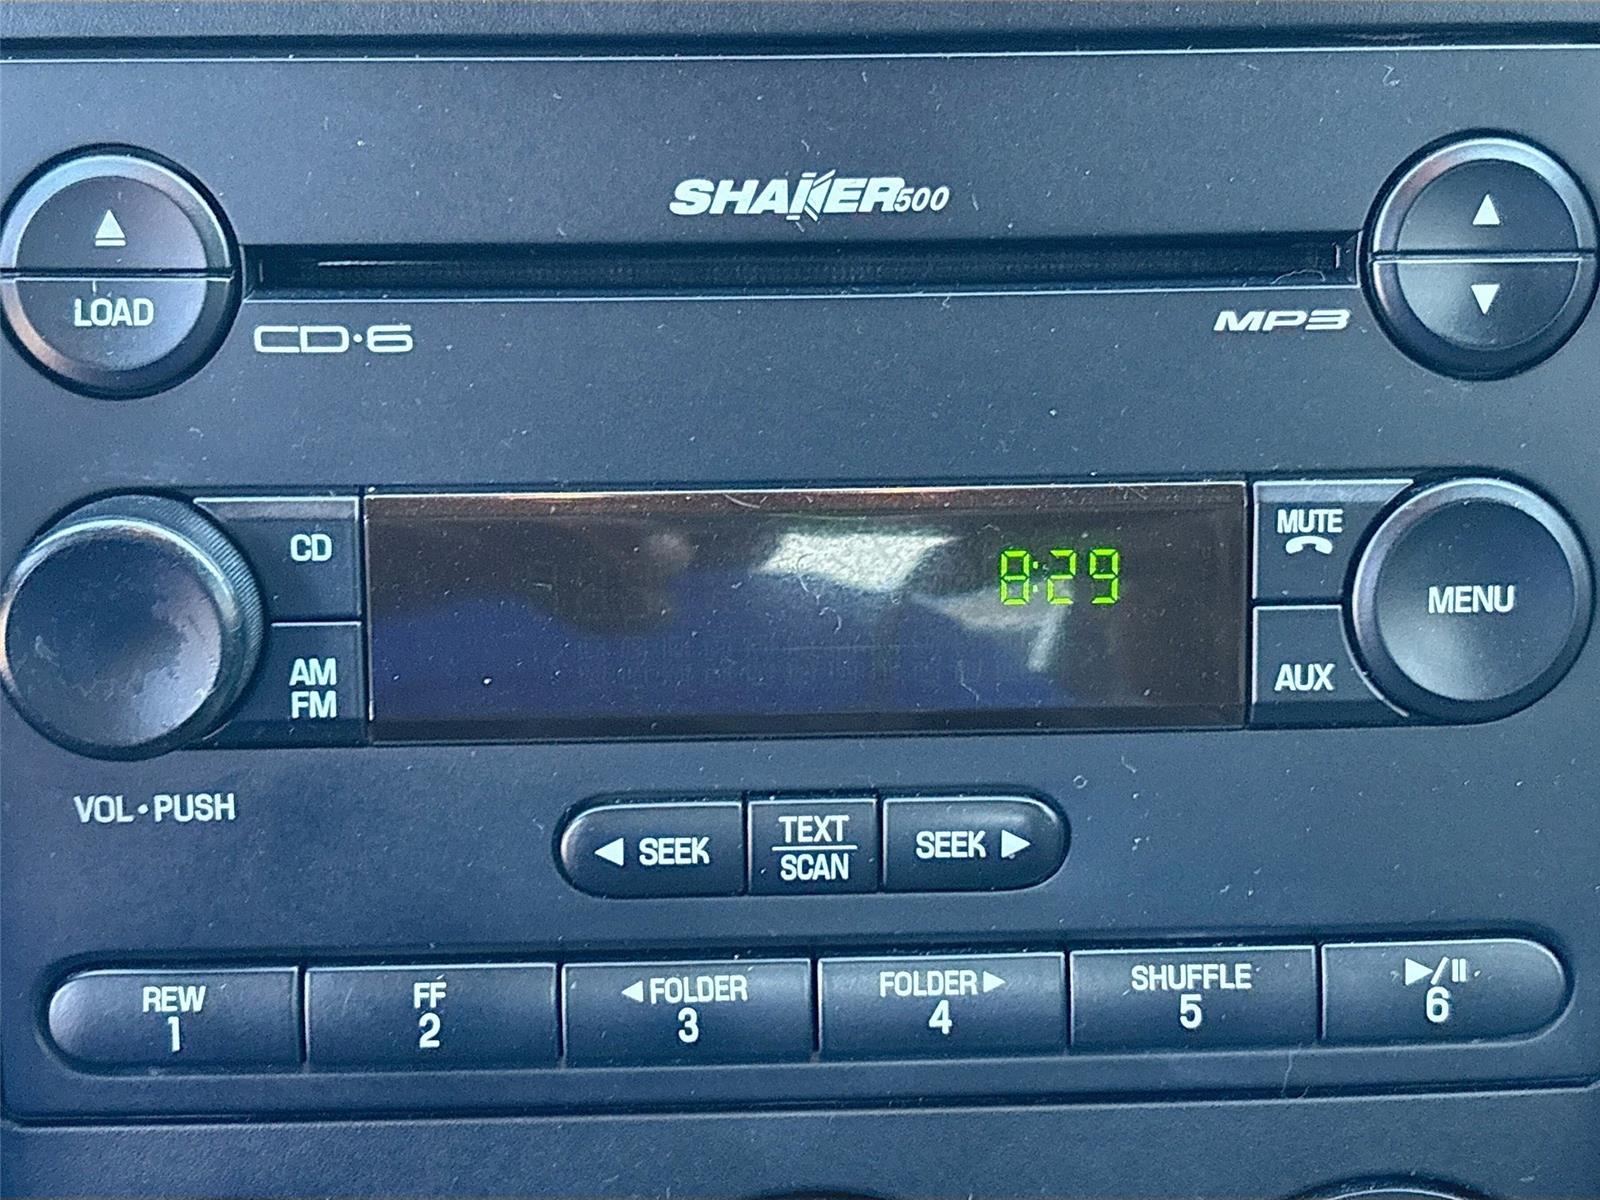 SHAKER500
LOAD
CD·6
MP3
CD
8:29
MUTE
MENU
AM
FM
AUX
VOL·PUSH
SEEK
TEXT
SCAN
SEEK
REW
1
FF
2
FOLDER
3
FOLDER
4
SHUFFLE
5
6